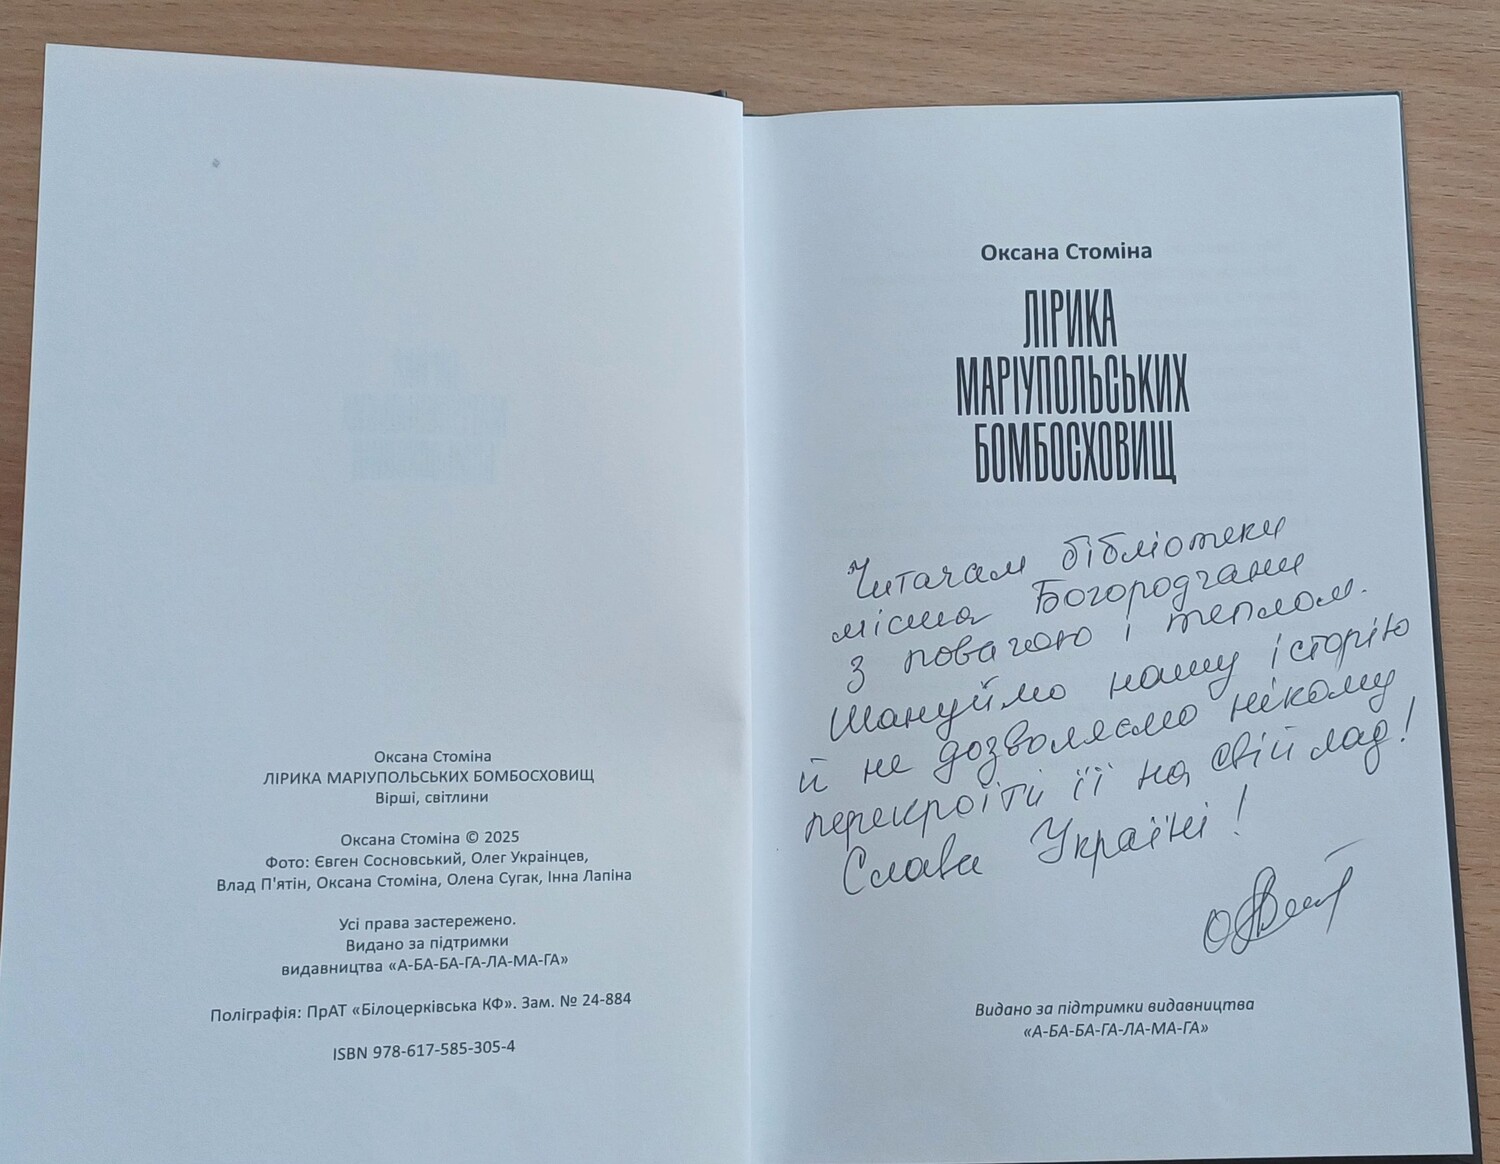 Оксана Стоміна
ЛІРИКА МАРІУПОЛЬСЬКИХ БОМБОСХОВИЩ
Вірші, світлини
Оксана Стоміна © 2025
Фото: Євген Сосновський, Олег Украінцев,
Влад П'ятін, Оксана Стоміна, Олена Сугак, Інна Лапіна
Усі права застережено.
Видано за підтримки
видавництва «А-БА-БА-ГА-ЛА-МА-ГА»
Поліграфія: ПрАТ «Білоцерківська КФ». Зам. № 24-884
ISBN 978-617-585-305-4
Оксана Стоміна
ЛІРИКА
МАРІУПОЛЬСЬКИХ
БОМБОСХОВИЩ
Читачам бібліотеки
міста Богородчани
з повагою і теплом.
Шануймо нашу історію
й не дозволяємо нікому
перекроїти її на свій лад!
Слава Україні!
Видано за підтримки видавництва
«А-БА-БА-ГА-ЛА-МА-ГА»